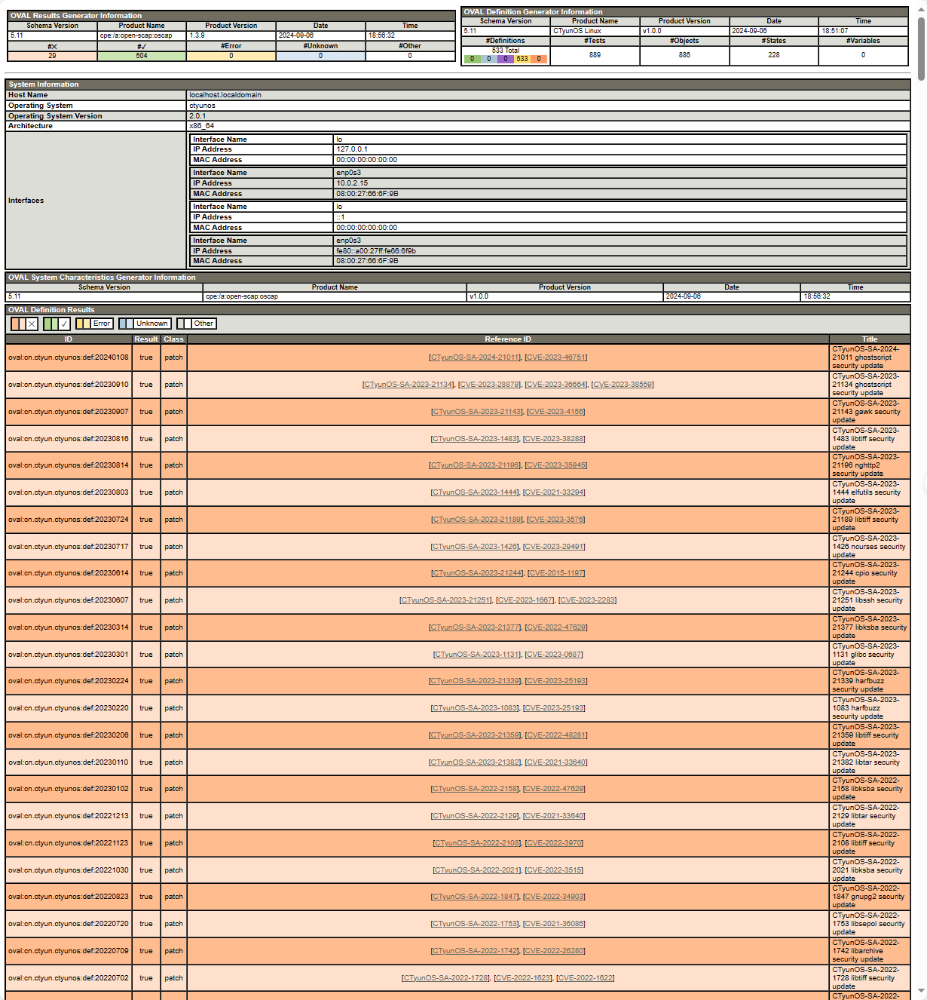 OVAL Results Generator Information
Schema Version Product Name Product Version Date Time
5.11 cpe:/a:open-scap:oscap 1.3.9 2024-09-06 18:56:32
#✕ #✓ #Error #Unknown #Other
29 504 0 0 0
OVAL Definition Generator Information
Schema Version Product Name Product Version Date Time
5.11 CTyunOS Linux v1.0.0 2024-09-06 18:51:07
#Definitions #Tests #Objects #States #Variables
533 Total 889 886 228 0
0 0 0 533 0
System Information
Host Name localhost.localdomain
Operating System ctyunos
Operating System Version 2.0.1
Architecture x86_64
Interfaces
Interface Name lo
IP Address 127.0.0.1
MAC Address 00:00:00:00:00:00
Interface Name enp0s3
IP Address 10.0.2.15
MAC Address 08:00:27:66:6F:9B
Interface Name lo
IP Address ::1
MAC Address 00:00:00:00:00:00
Interface Name enp0s3
IP Address fe80::a00:27ff:fe66:6f9b
MAC Address 08:00:27:66:6F:9B
OVAL System Characteristics Generator Information
Schema Version Product Name Product Version Date Time
5.11 cpe:/a:open-scap:oscap v1.0.0 2024-09-06 18:56:32
OVAL Definition Results
✕ ✓ Error Unknown Other
ID Result Class Reference ID Title
oval:cn.ctyun.ctyunos:def:20240108 true patch [CTyunOS-SA-2024-21011], [CVE-2023-46751] CTyunOS-SA-2024-
21011 ghostscript
security update
oval:cn.ctyun.ctyunos:def:20230910 true patch [CTyunOS-SA-2023-21134], [CVE-2023-28879], [CVE-2023-36664], [CVE-2023-38559] CTyunOS-SA-2023-
21134 ghostscript
security update
oval:cn.ctyun.ctyunos:def:20230907 true patch [CTyunOS-SA-2023-21143], [CVE-2023-4156] CTyunOS-SA-2023-
21143 gawk security
update
oval:cn.ctyun.ctyunos:def:20230816 true patch [CTyunOS-SA-2023-1483], [CVE-2023-38288] CTyunOS-SA-2023-
1483 libtiff security
update
oval:cn.ctyun.ctyunos:def:20230814 true patch [CTyunOS-SA-2023-21196], [CVE-2023-35945] CTyunOS-SA-2023-
21196 nghttp2
security update
oval:cn.ctyun.ctyunos:def:20230803 true patch [CTyunOS-SA-2023-1444], [CVE-2021-33294] CTyunOS-SA-2023-
1444 elfutils security
update
oval:cn.ctyun.ctyunos:def:20230724 true patch [CTyunOS-SA-2023-21189], [CVE-2023-3576] CTyunOS-SA-2023-
21189 libtiff security
update
oval:cn.ctyun.ctyunos:def:20230717 true patch [CTyunOS-SA-2023-1426], [CVE-2023-29491] CTyunOS-SA-2023-
1426 ncurses security
update
oval:cn.ctyun.ctyunos:def:20230614 true patch [CTyunOS-SA-2023-21244], [CVE-2015-1197] CTyunOS-SA-2023-
21244 cpio security
update
oval:cn.ctyun.ctyunos:def:20230607 true patch [CTyunOS-SA-2023-21251], [CVE-2023-1667], [CVE-2023-2283] CTyunOS-SA-2023-
21251 libssh security
update
oval:cn.ctyun.ctyunos:def:20230314 true patch [CTyunOS-SA-2023-21377], [CVE-2022-47629] CTyunOS-SA-2023-
21377 libksba security
update
oval:cn.ctyun.ctyunos:def:20230301 true patch [CTyunOS-SA-2023-1131], [CVE-2023-0687] CTyunOS-SA-2023-
1131 glibc security
update
oval:cn.ctyun.ctyunos:def:20230224 true patch [CTyunOS-SA-2023-21339], [CVE-2023-25193] CTyunOS-SA-2023-
21339 harfbuzz
security update
oval:cn.ctyun.ctyunos:def:20230220 true patch [CTyunOS-SA-2023-1083], [CVE-2023-25193] CTyunOS-SA-2023-
1083 harfbuzz
security update
oval:cn.ctyun.ctyunos:def:20230206 true patch [CTyunOS-SA-2023-21359], [CVE-2022-48281] CTyunOS-SA-2023-
21359 libtiff security
update
oval:cn.ctyun.ctyunos:def:20230110 true patch [CTyunOS-SA-2023-21382], [CVE-2021-33640] CTyunOS-SA-2023-
21382 libtar security
update
oval:cn.ctyun.ctyunos:def:20230102 true patch [CTyunOS-SA-2022-2158], [CVE-2022-47629] CTyunOS-SA-2022-
2158 libksba security
update
oval:cn.ctyun.ctyunos:def:20221213 true patch [CTyunOS-SA-2022-2129], [CVE-2021-33640] CTyunOS-SA-2022-
2129 libtar security
update
oval:cn.ctyun.ctyunos:def:20221123 true patch [CTyunOS-SA-2022-2108], [CVE-2022-3970] CTyunOS-SA-2022-
2108 libtiff security
update
oval:cn.ctyun.ctyunos:def:20221030 true patch [CTyunOS-SA-2022-2021], [CVE-2022-3515] CTyunOS-SA-2022-
2021 libksba security
update
oval:cn.ctyun.ctyunos:def:20220823 true patch [CTyunOS-SA-2022-1847], [CVE-2022-34903] CTyunOS-SA-2022-
1847 gnupg2 security
update
oval:cn.ctyun.ctyunos:def:20220720 true patch [CTyunOS-SA-2022-1753], [CVE-2021-36086] CTyunOS-SA-2022-
1753 libsepol security
update
oval:cn.ctyun.ctyunos:def:20220709 true patch [CTyunOS-SA-2022-1742], [CVE-2022-26280] CTyunOS-SA-2022-
1742 libarchive
security update
oval:cn.ctyun.ctyunos:def:20220702 true patch [CTyunOS-SA-2022-1728], [CVE-2022-1623], [CVE-2022-1622] CTyunOS-SA-2022-
1728 libtiff security
update
CTyunOS-SA-2022-